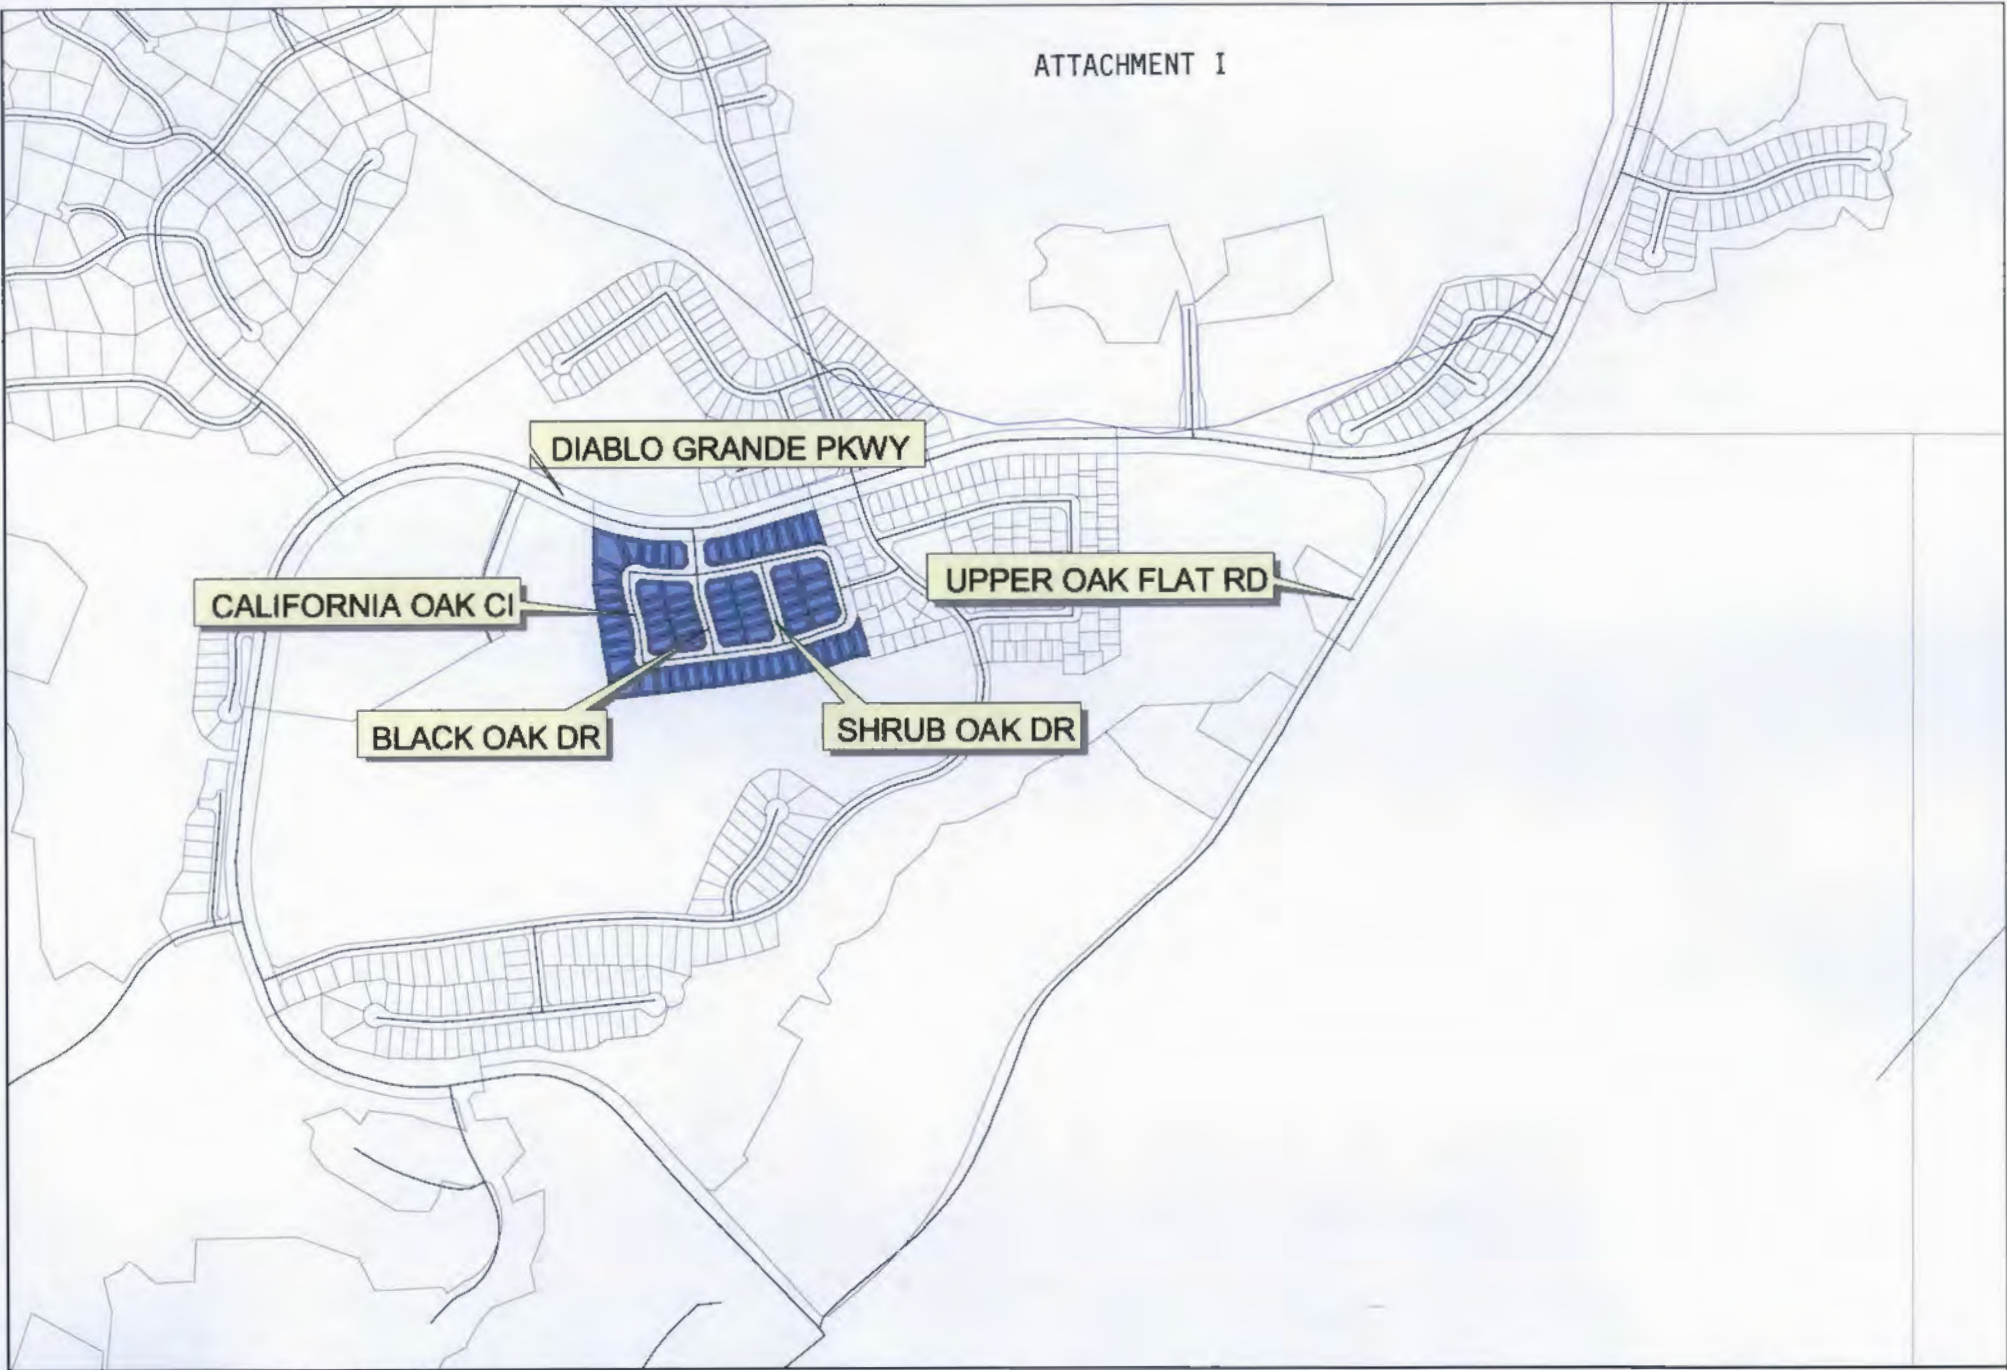 ATTACHMENT I
DIABLO GRANDE PKWY
CALIFORNIA OAK CI
UPPER OAK FLAT RD
BLACK OAK DR
SHRUB OAK DR